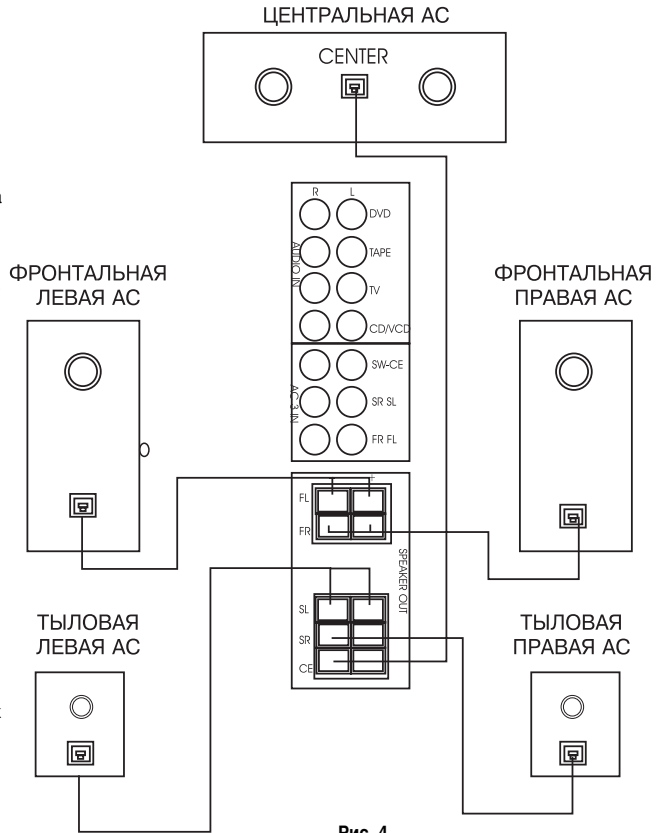 ЦЕНТРАЛЬНАЯ АС
CENTER
R L
DVD
TAPE
AUDIO IN
TV
CD/VCD
ФРОНТАЛЬНАЯ
ЛЕВАЯ АС
ФРОНТАЛЬНАЯ
ПРАВАЯ АС
SW-CE
AC 3 IN
SR SL
FR FL
- +
FL
FR
SPEAKER OUT
SL
SR
CE
ТЫЛОВАЯ
ЛЕВАЯ АС
ТЫЛОВАЯ
ПРАВАЯ АС
Рис. 4